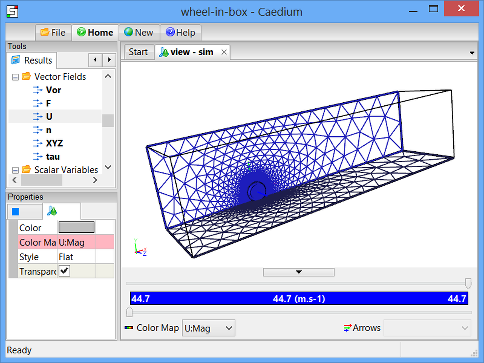 wheel-in-box - Caedium
File
Home
New
Help
Tools
Results
Vector Fields
Vor
F
U
n
XYZ
tau
Scalar Variables
Properties
Color
Color Ma U:Mag
Style Flat
Transpare
Start
view - sim
44.7 44.7 (m.s-1) 44.7
Color Map U:Mag
Arrows
Ready